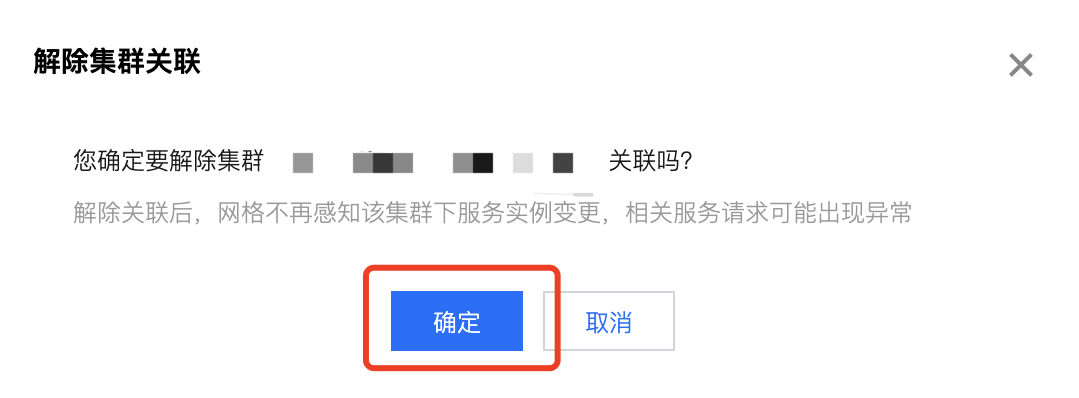 解除集群关联
您确定要解除集群 关联吗?
解除关联后，网格不再感知该集群下服务实例变更，相关服务请求可能出现异常
确定 取消